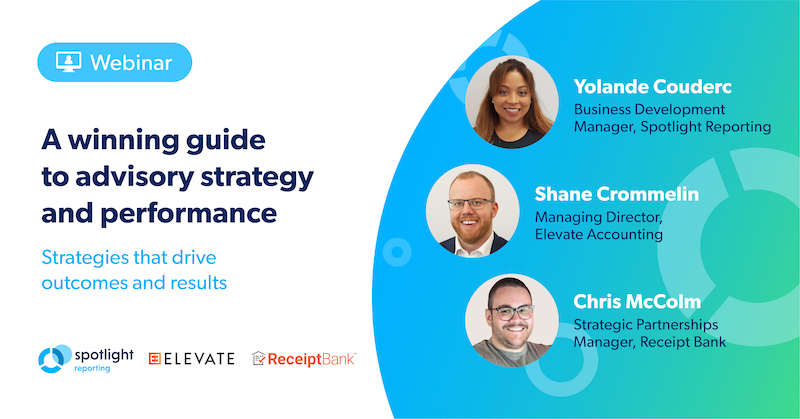 Webinar
A winning guide
to advisory strategy
and performance
Strategies that drive
outcomes and results
spotlight
reporting
ELEVATE
ReceiptBank
Yolande Couderc
Business Development
Manager, Spotlight Reporting
Shane Crommelin
Managing Director,
Elevate Accounting
Chris McColm
Strategic Partnerships
Manager, Receipt Bank